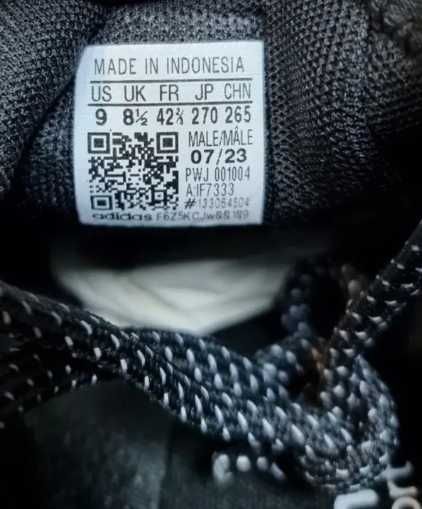 MADE IN INDONESIA
US UK FR JP CHN
9 8½ 42⅔ 270 265
MALE/MÂLE
07/23
PWJ 001004
A:IF7333
#133064504
adidas